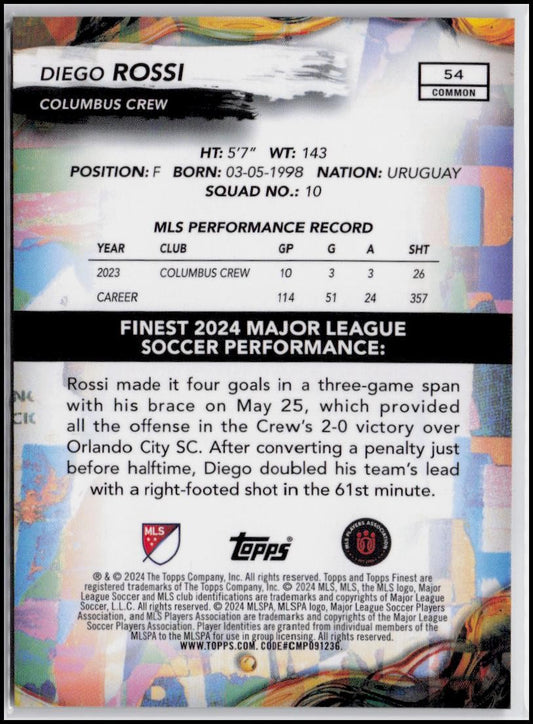 DIEGO ROSSI
COLUMBUS CREW
54
COMMON
HT: 5'7" WT: 143
POSITION: F BORN: 03-05-1998 NATION: URUGUAY
SQUAD NO.: 10
MLS PERFORMANCE RECORD
YEAR CLUB GP G A SHT
2023 COLUMBUS CREW 10 3 3 26
CAREER 114 51 24 357
FINEST 2024 MAJOR LEAGUE
SOCCER PERFORMANCE:
Rossi made it four goals in a three-game span
with his brace on May 25, which provided
all the offense in the Crew's 2-0 victory over
Orlando City SC. After converting a penalty just
before halftime, Diego doubled his team's lead
with a right-footed shot in the 61st minute.
MLS
Topps
MLS PLAYERS ASSOCIATION
® & © 2024 The Topps Company, Inc. All rights reserved. Topps and Topps Finest are
registered trademarks of The Topps Company, Inc. © 2024 MLS, MLS, the MLS logo, Major
League Soccer and MLS club identifications are trademarks and copyrights of Major League
Soccer, L.L.C. All rights reserved. © 2024 MLSPA, MLSPA logo, Major League Soccer Players
Association, and MLS Players Association are trademarks and copyrights of the Major League
Soccer Players Association. Player Identities are granted from individual members of the
MLSPA to the MLSPA for use in group licensing. All rights reserved.
WWW.TOPPS.COM. CODE#CMP091236.